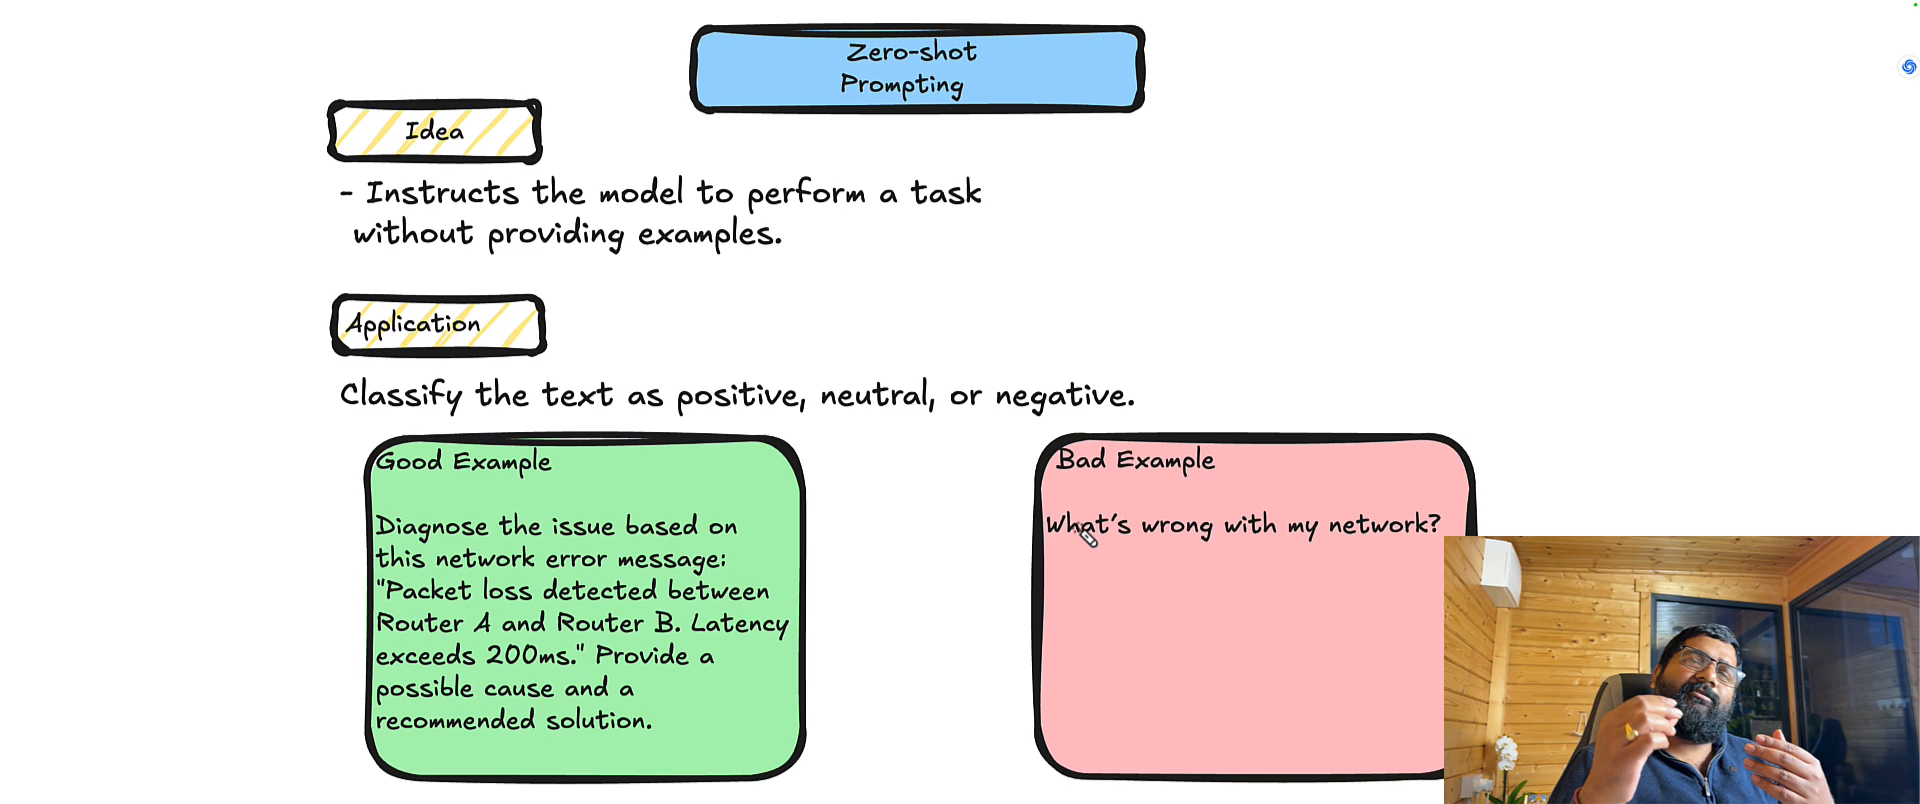 Zero-shot
Prompting
Idea
- Instructs the model to perform a task
without providing examples.
Application
Classify the text as positive, neutral, or negative.
Good Example
Diagnose the issue based on
this network error message:
"Packet loss detected between
Router A and Router B. Latency
exceeds 200ms." Provide a
possible cause and a
recommended solution.
Bad Example
What's wrong with my network?